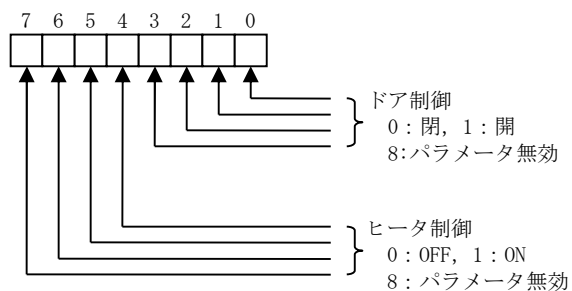 7 6 5 4 3 2 1 0
ドア制御
0：閉，1：開
8:パラメータ無効
ヒータ制御
0：OFF，1：ON
8：パラメータ無効